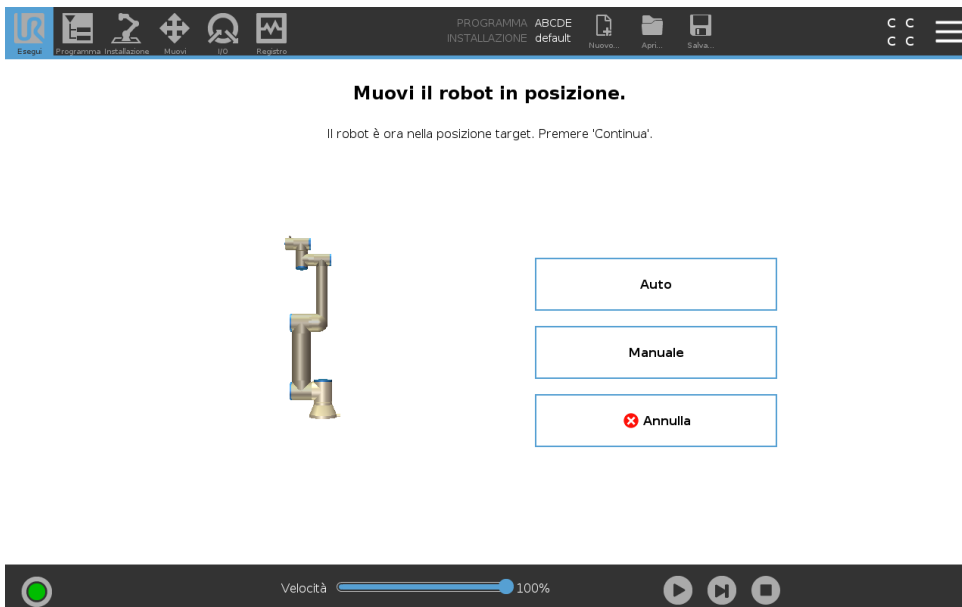 UR
PROGRAMMA ABCDE
INSTALLAZIONE default
C C
C C
Esegui Programma Installazione Muovi I/O Registro
Nuovo... Apri... Salva...
Muovi il robot in posizione.
Il robot è ora nella posizione target. Premere 'Continua'.
Auto
Manuale
Annulla
Velocità 100%